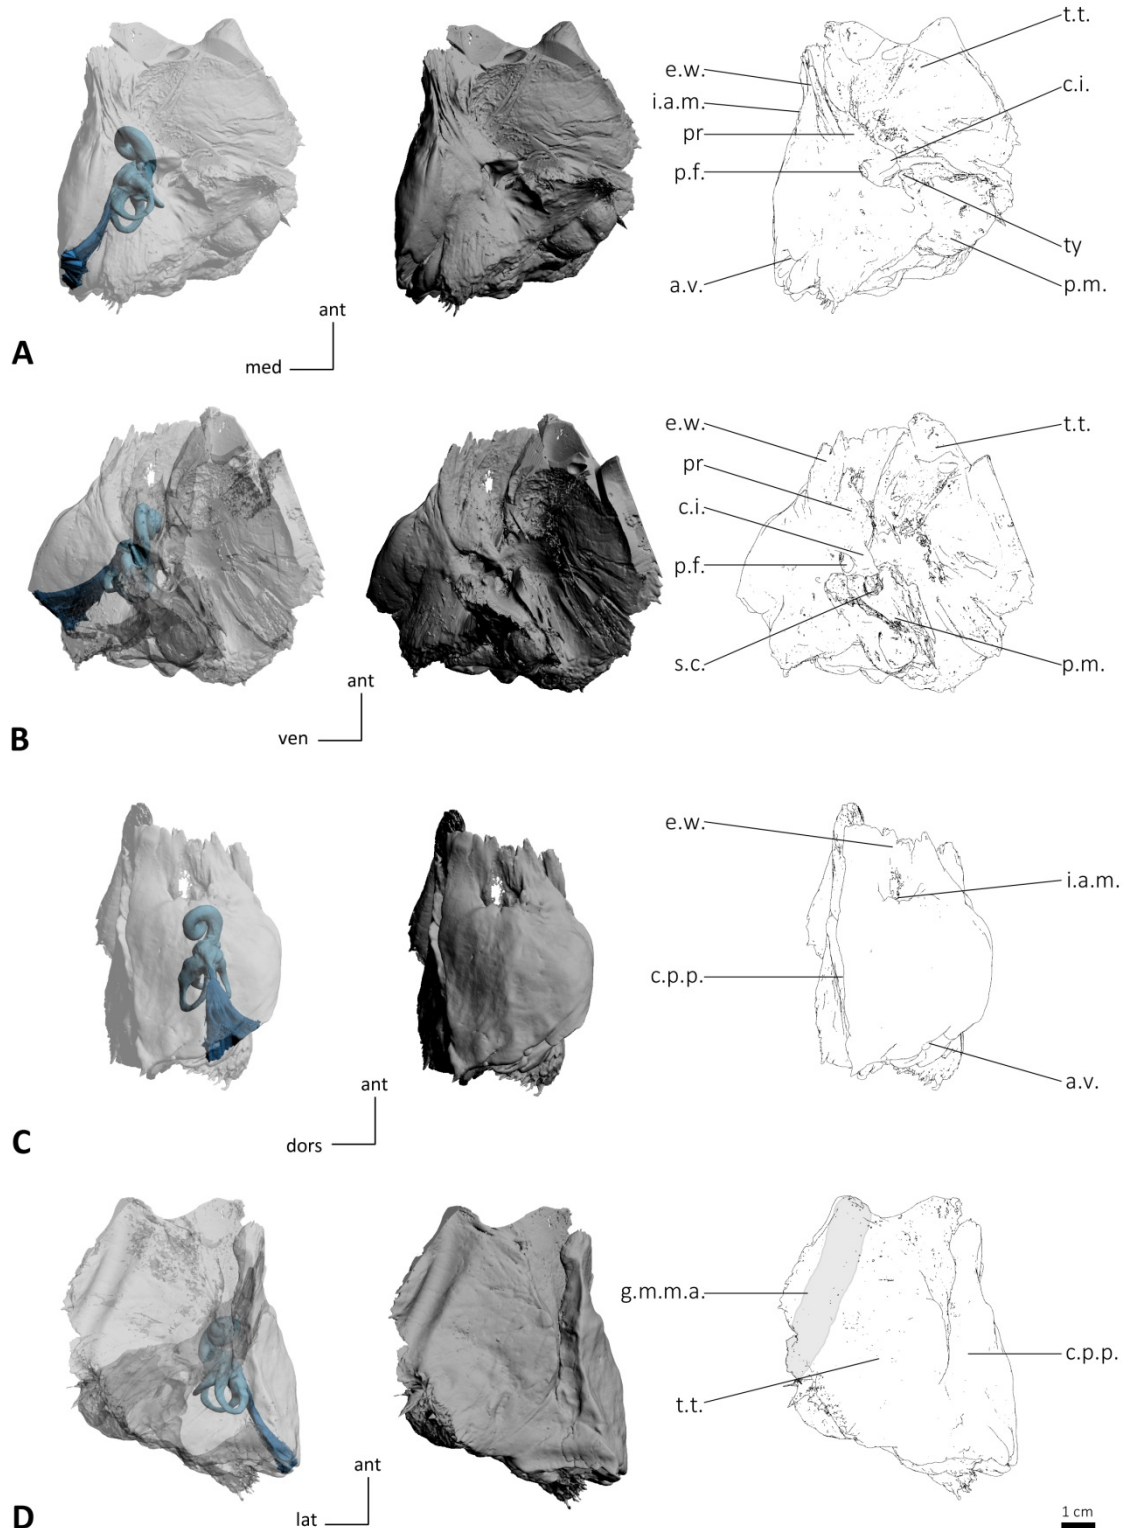 t.t.
e.w.
c.i.
i.a.m.
pr
p.f.
ty
a.v.
p.m.
ant
A
med
e.w.
t.t.
pr
c.i.
p.f.
s.c.
p.m.
ant
B
ven
e.w.
i.a.m.
c.p.p.
a.v.
ant
C
dors
g.m.m.a.
c.p.p.
t.t.
ant
D
lat
1 cm